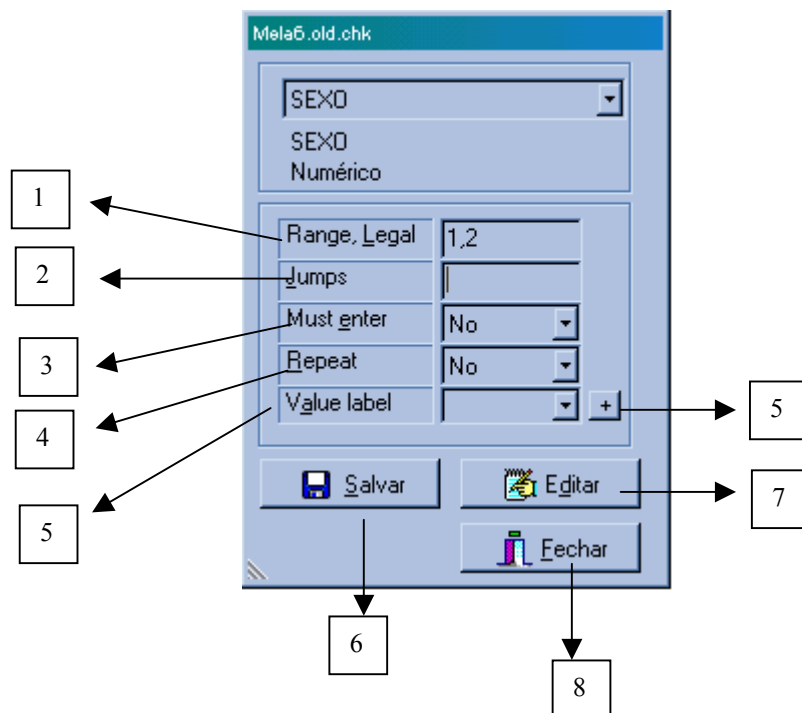 Mela6.old.chk
SEXO
SEXO
Numérico
1
Range, Legal 1,2
2
Jumps
Must enter No
3
Repeat No
4
Value label + 5
5
Salvar Editar
7
Fechar
6
8